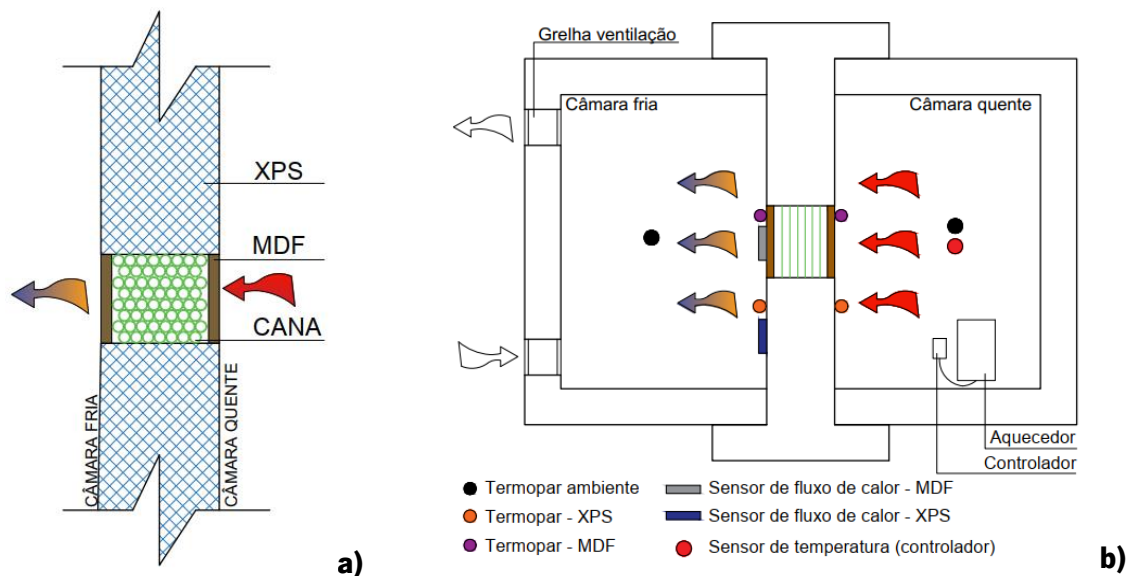 XPS
MDF
CANA
CÂMARA FRIA
CÂMARA QUENTE
a)
Grelha ventilação
Câmara fria
Câmara quente
Aquecedor
Controlador
Termopar ambiente
Sensor de fluxo de calor - MDF
Termopar - XPS
Sensor de fluxo de calor - XPS
Termopar - MDF
Sensor de temperatura (controlador)
b)